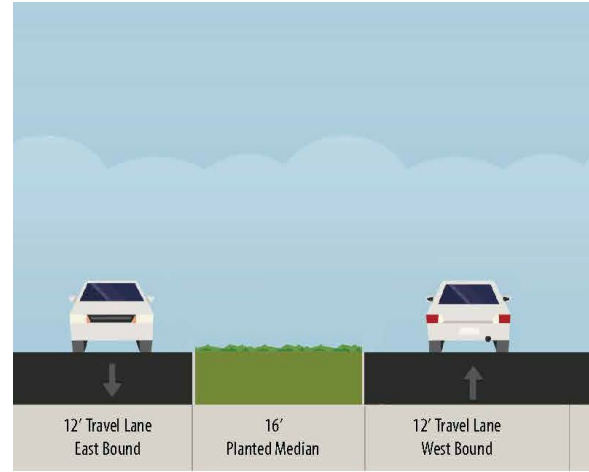 12' Travel Lane
East Bound
16'
Planted Median
12' Travel Lane
West Bound